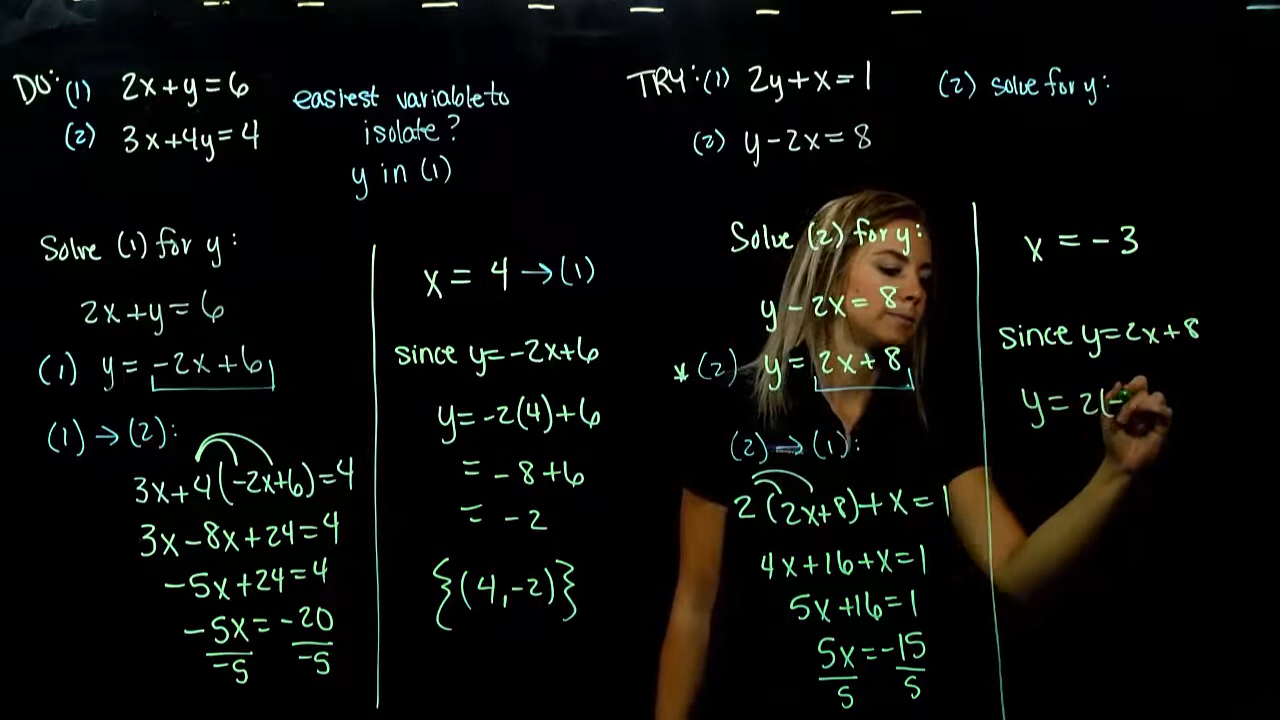 DO: (1) 2x+y=6
(2) 3x+4y=4
easiest variable to
isolate?
y in (1)
Solve (1) for y:
2x+y=6
(1) y=-2x+6
(1)→(2):
3x+4(-2x+6)=4
3x-8x+24=4
-5x+24=4
-5x=-20
-5 -5
x=4→(1)
since y=-2x+6
y=-2(4)+6
=-8+6
=-2
{(4,-2)}
TRY: (1) 2y+x=1
(2) y-2x=8
(2) solve for y:
Solve (2) for y:
y-2x=8
*(2) y=2x+8
(2)→(1):
2(2x+8)+x=1
4x+16+x=1
5x+16=1
5x=-15
5 5
x=-3
since y=2x+8
y=2(-